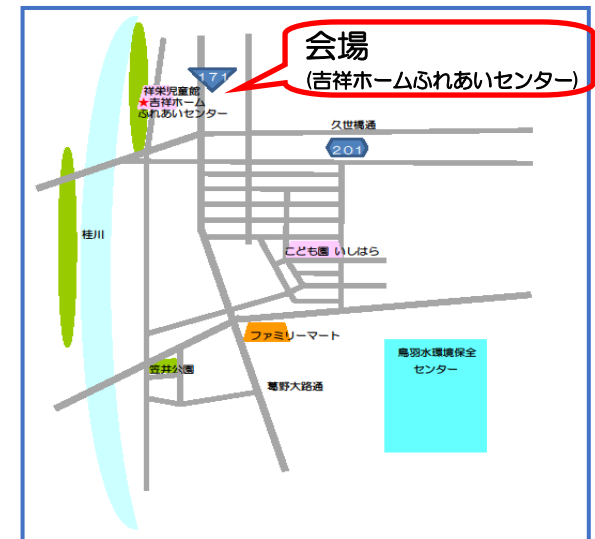 会場
(吉祥ホームふれあいセンター)
171
祥栄児童館
★吉祥ホーム
ふれあいセンター
久世橋通
201
桂川
こども園 いしはら
ファミリーマート
鳥羽水環境保全
センター
笠井公園
葛野大路通